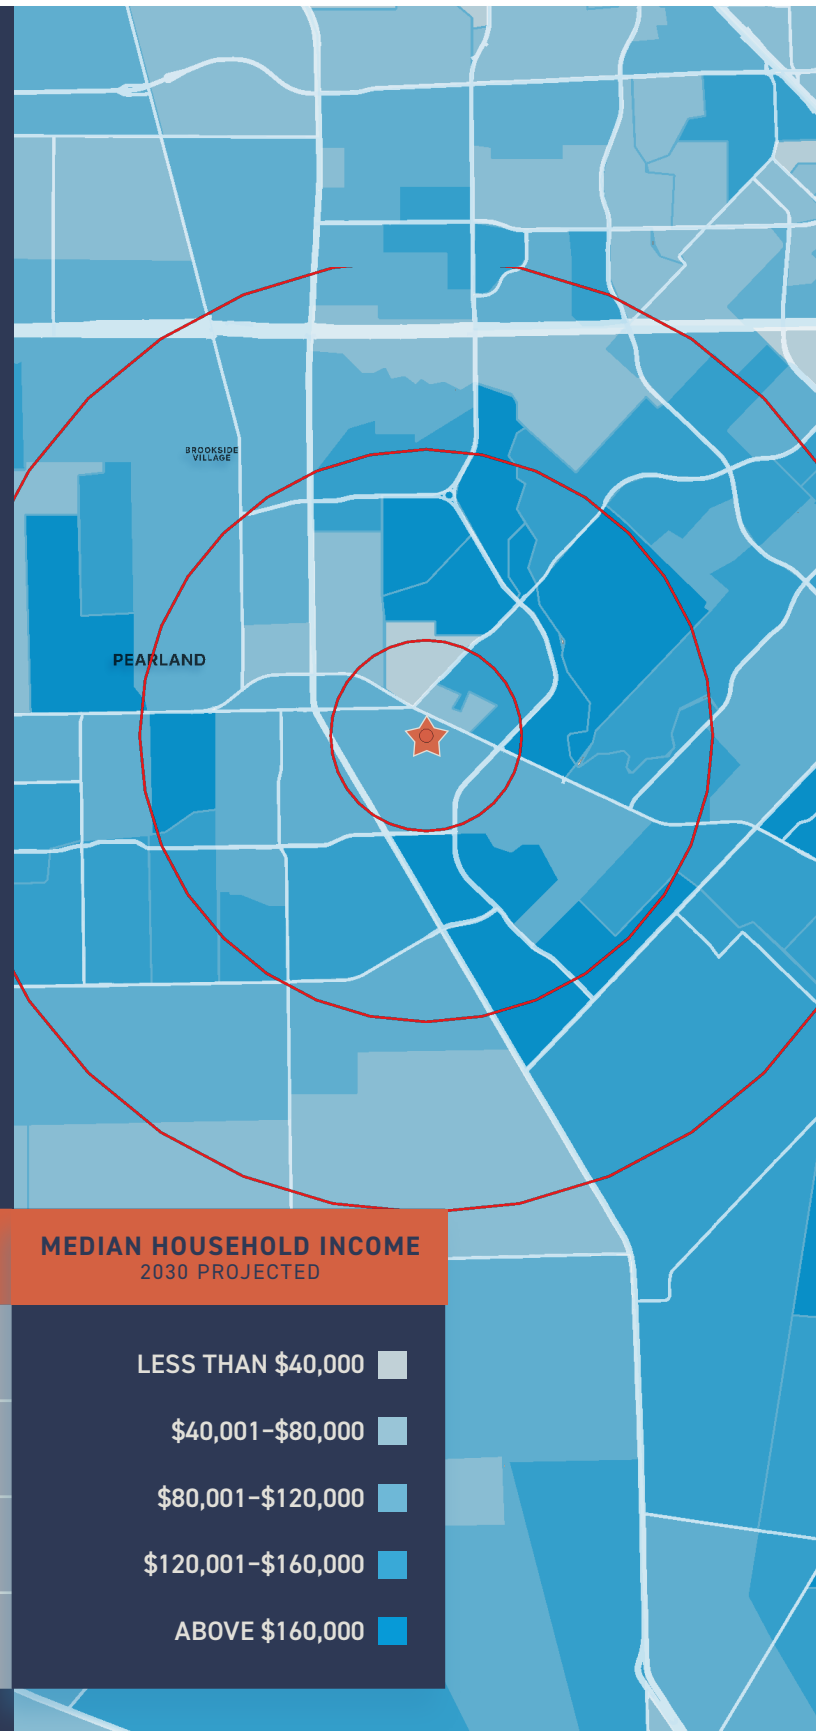 BROOKSIDE
VILLAGE
PEARLAND
MEDIAN HOUSEHOLD INCOME
2030 PROJECTED
LESS THAN $40,000
$40,001–$80,000
$80,001–$120,000
$120,001–$160,000
ABOVE $160,000